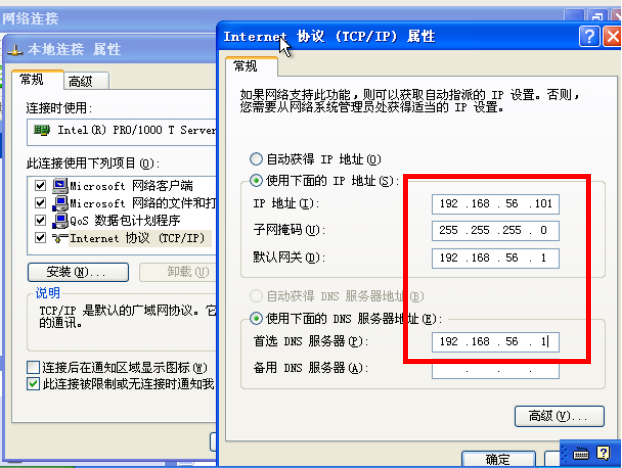 网络连接
本地连接 属性
常规
高级
连接时使用:
Intel(R) PRO/1000 T Server
此连接使用下列项目(O):
Microsoft 网络客户端
Microsoft 网络的文件和打
QoS 数据包计划程序
Internet 协议 (TCP/IP)
安装(N)...
卸载(U)
说明
TCP/IP 是默认的广域网协议。它
的通讯。
连接后在通知区域显示图标(W)
此连接被限制或无连接时通知我
Internet 协议 (TCP/IP) 属性
常规
如果网络支持此功能，则可以获取自动指派的 IP 设置。否则，
您需要从网络系统管理员处获得适当的 IP 设置。
自动获得 IP 地址(O)
使用下面的 IP 地址(S):
IP 地址(I):
192 .168 . 56 .101
子网掩码(U):
255 .255 .255 . 0
默认网关(D):
192 .168 . 56 . 1
自动获得 DNS 服务器地址(B)
使用下面的 DNS 服务器地址(E):
首选 DNS 服务器(P):
192 .168 . 56 . 1
备用 DNS 服务器(A):
. . .
高级(V)...
确定